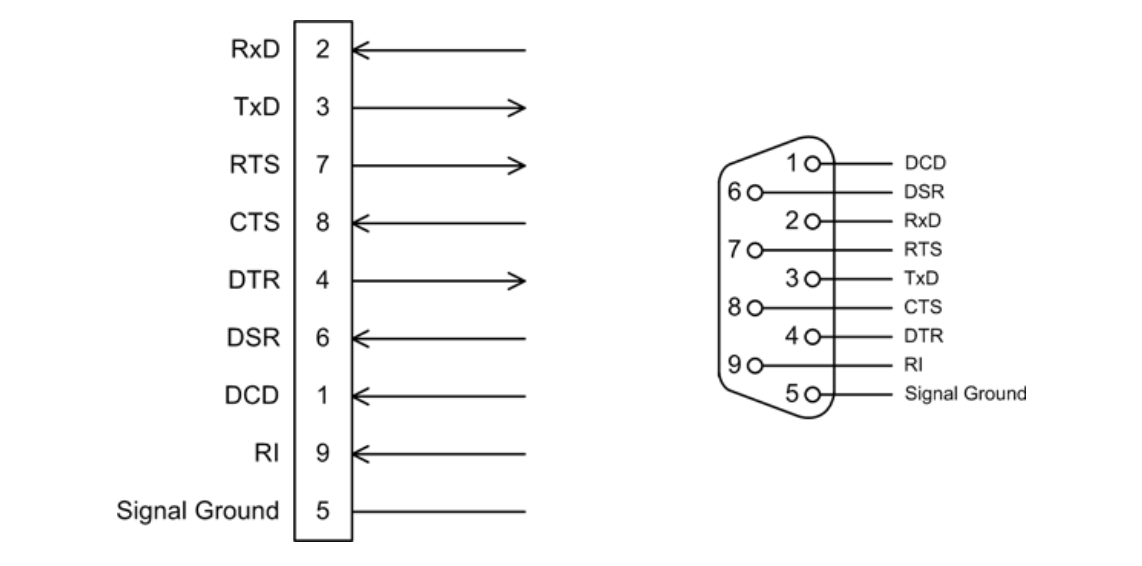 RxD 2
TxD 3
RTS 7
CTS 8
DTR 4
DSR 6
DCD 1
RI 9
Signal Ground 5
1 DCD
6 DSR
2 RxD
7 RTS
3 TxD
8 CTS
4 DTR
9 RI
5 Signal Ground